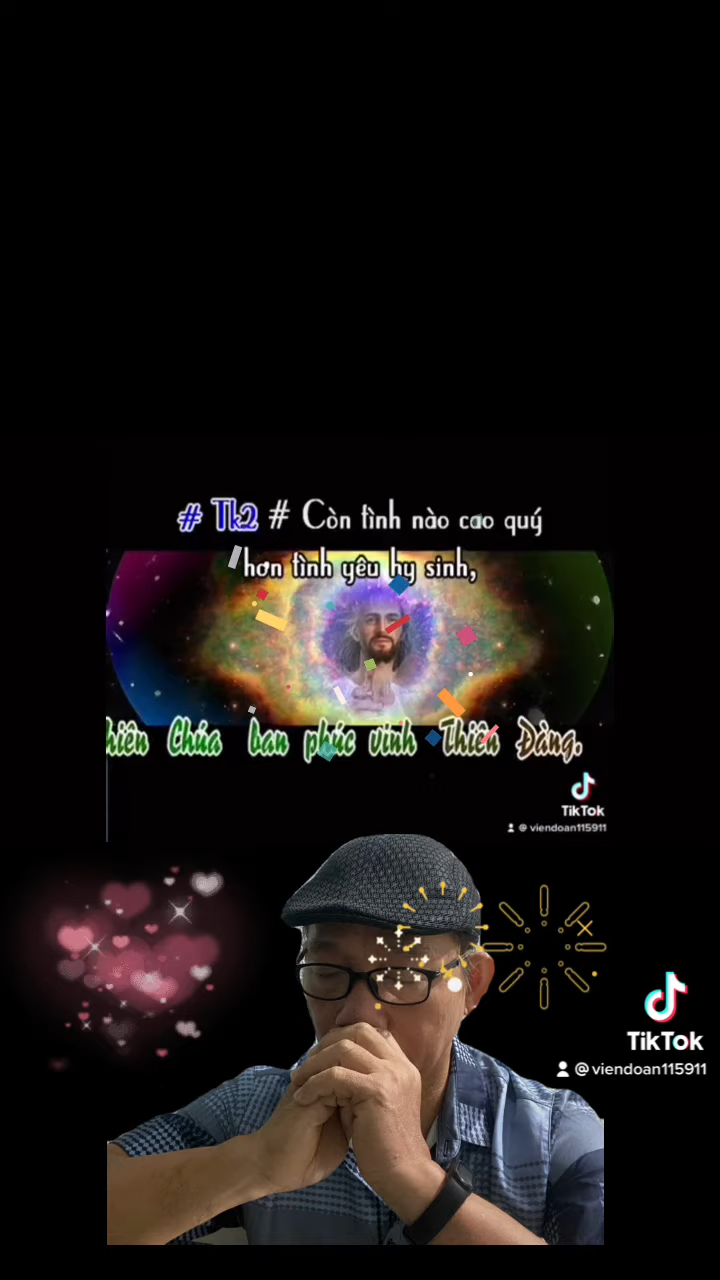 # Tk2 # Còn tình nào cao quý
hơn tình yêu hy sinh,
hiên Chúa ban phúc vinh Thiên Đàng.
TikTok
@ viendoan115911
TikTok
@viendoan115911